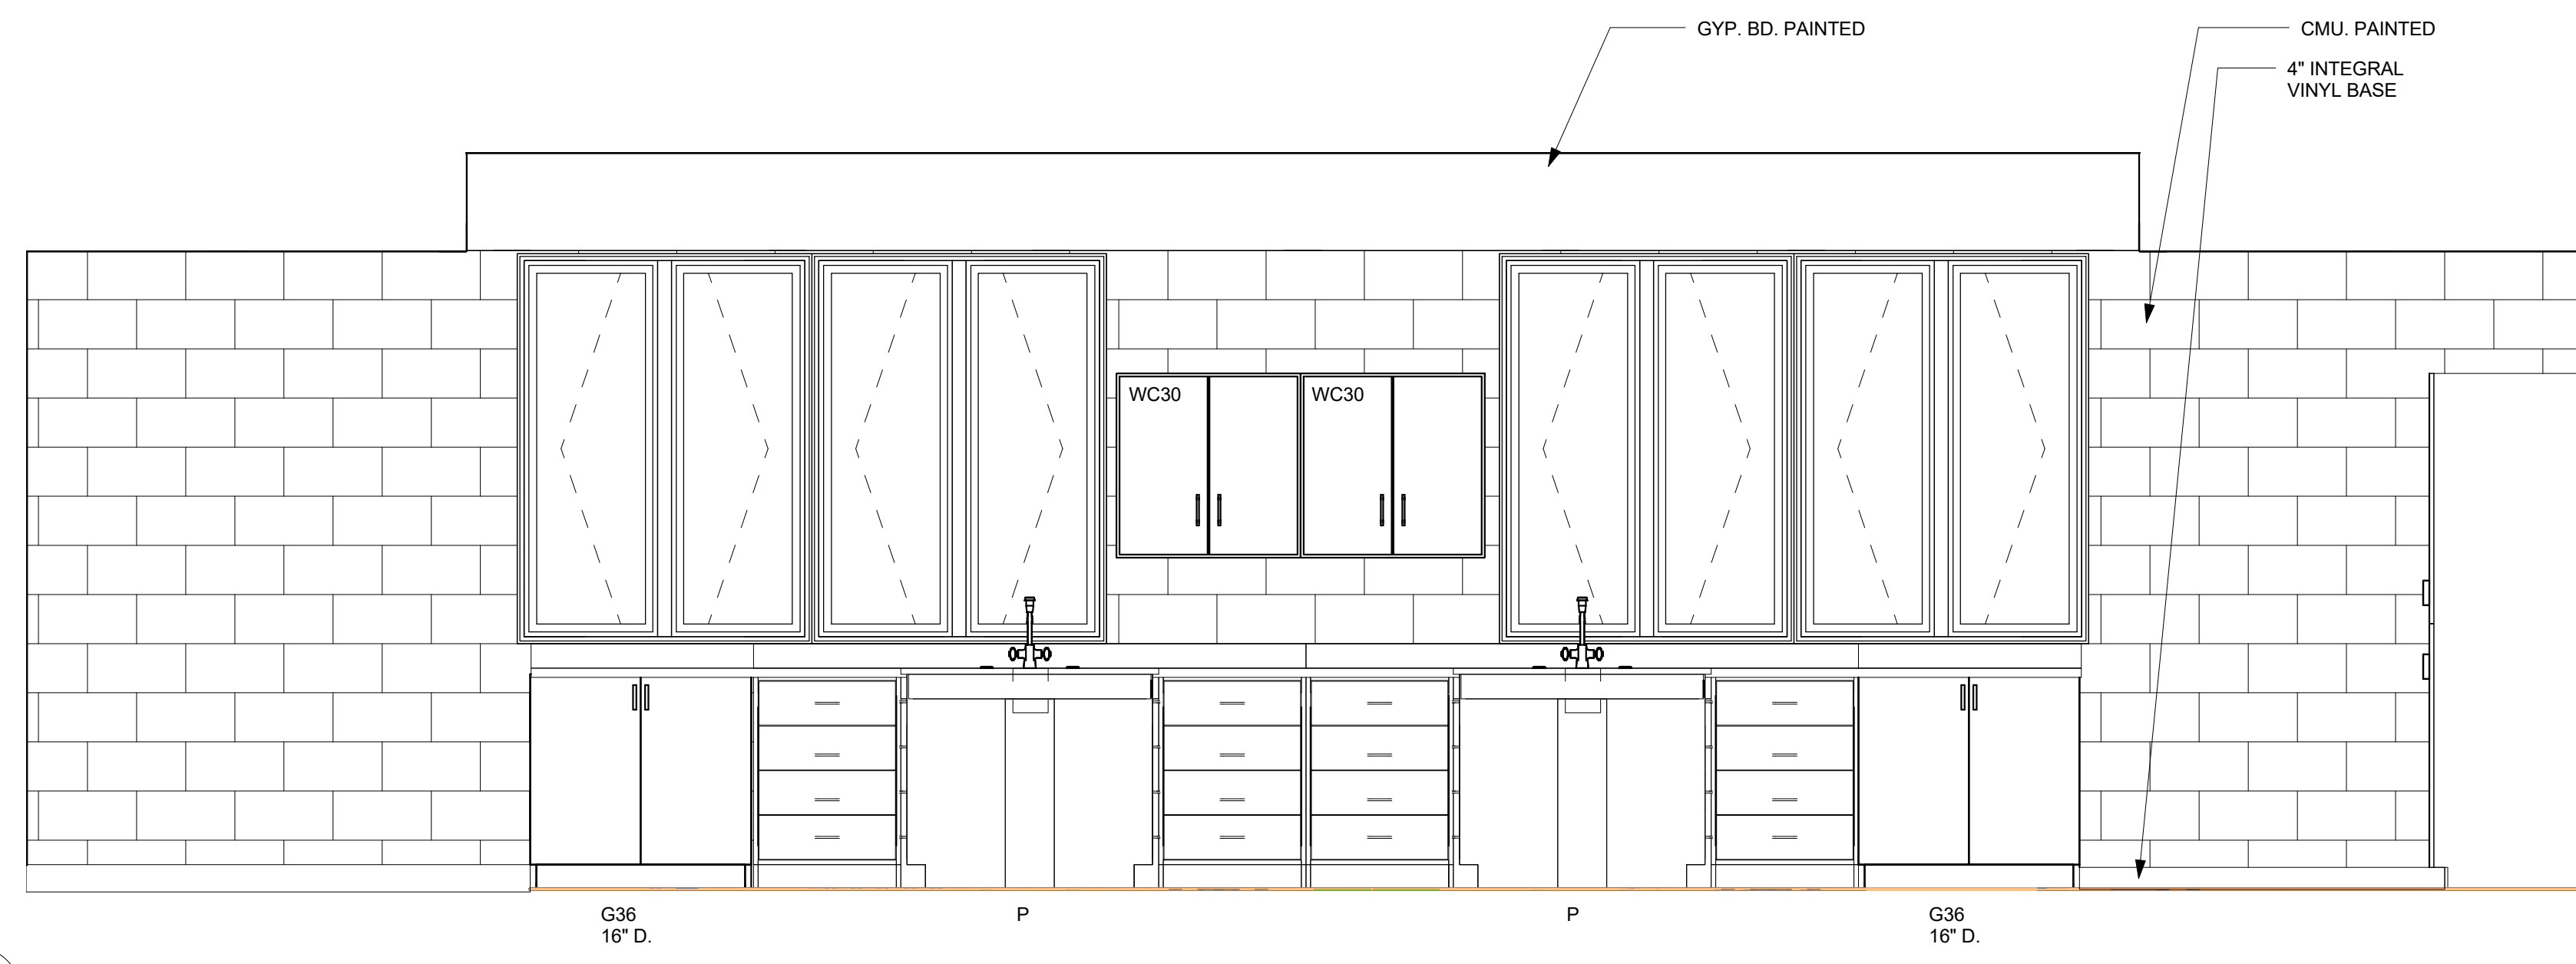 GYP. BD. PAINTED
CMU. PAINTED
4" INTEGRAL
VINYL BASE
WC30
WC30
G36
16" D.
P
P
G36
16" D.